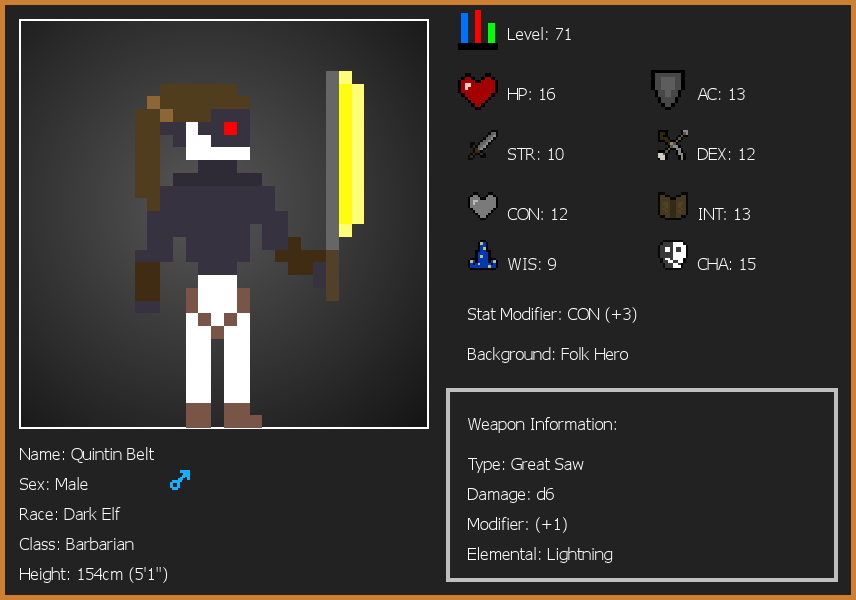 Level: 71
HP: 16
AC: 13
STR: 10
DEX: 12
CON: 12
INT: 13
WIS: 9
CHA: 15
Stat Modifier: CON (+3)
Background: Folk Hero
Weapon Information:
Type: Great Saw
Damage: d6
Modifier: (+1)
Elemental: Lightning
Name: Quintin Belt
Sex: Male
Race: Dark Elf
Class: Barbarian
Height: 154cm (5'1")